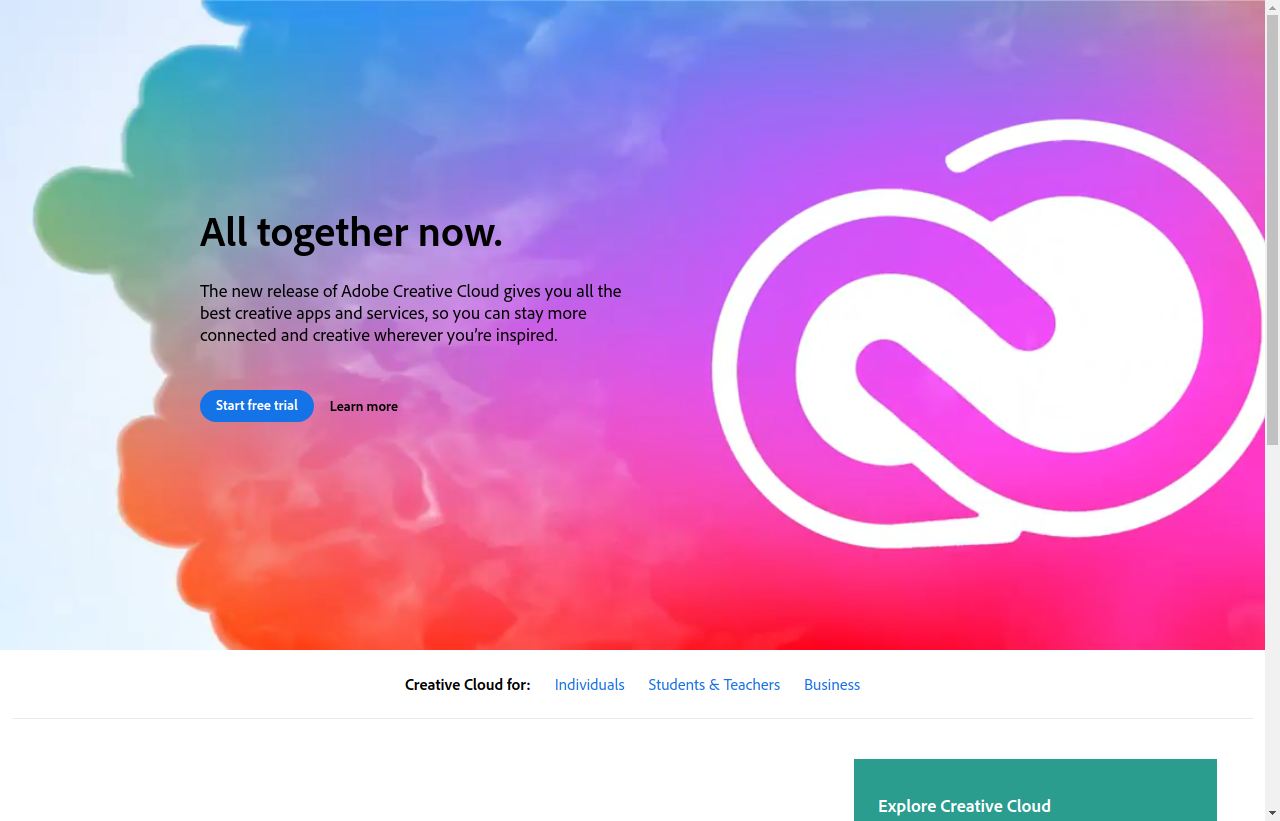 All together now.
The new release of Adobe Creative Cloud gives you all the
best creative apps and services, so you can stay more
connected and creative wherever you’re inspired.
Start free trial Learn more
Creative Cloud for: Individuals Students & Teachers Business
Explore Creative Cloud